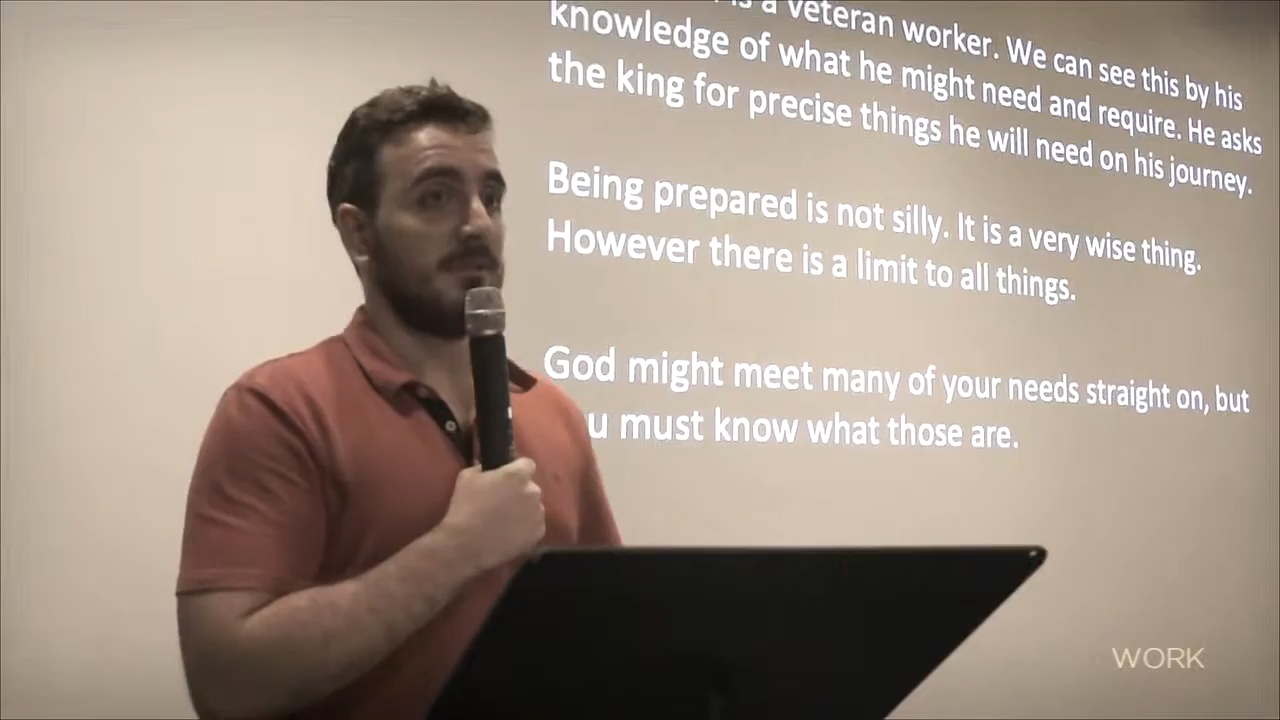 is a veteran worker. We can see this by his
knowledge of what he might need and require. He asks
the king for precise things he will need on his journey.
Being prepared is not silly. It is a very wise thing.
However there is a limit to all things.
God might meet many of your needs straight on, but
u must know what those are.
WORK